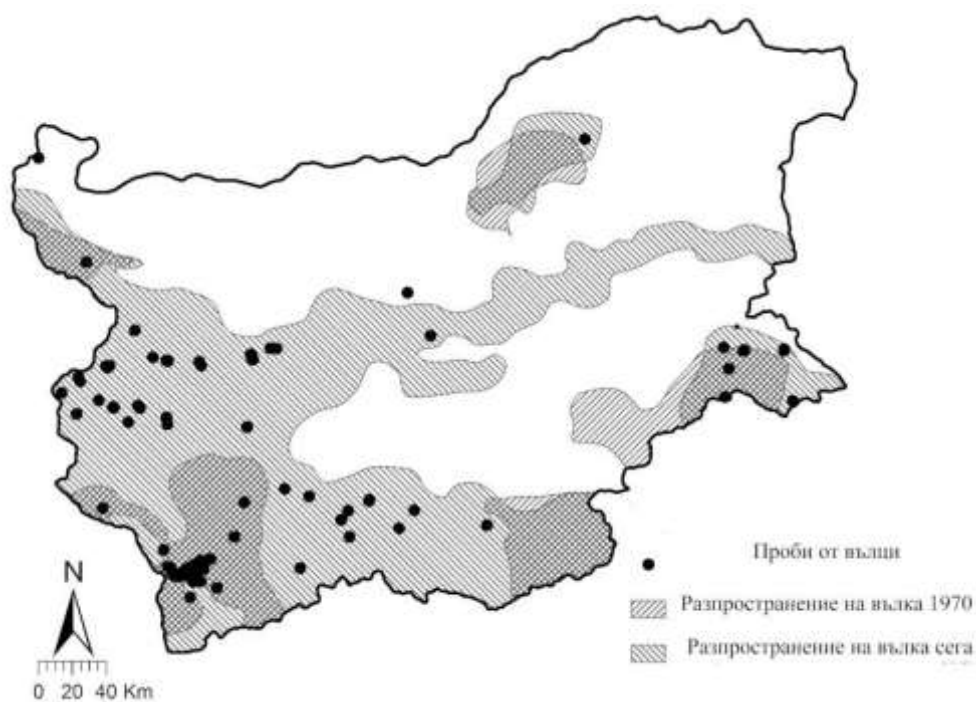 Проби от вълци
Разпространение на вълка 1970
Разпространение на вълка сега
N
0 20 40 Km